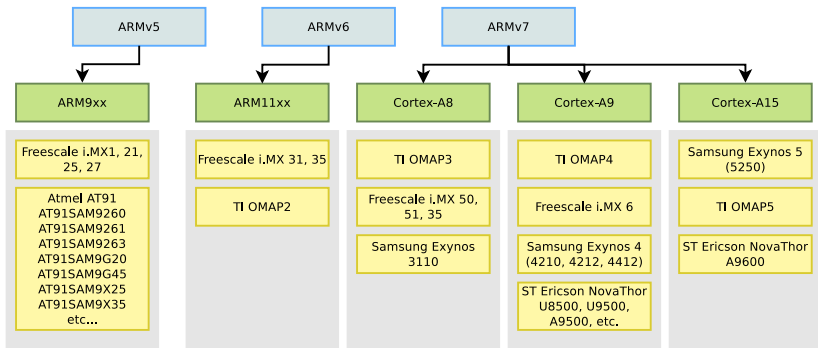 ARMv5
ARMv6
ARMv7
ARM9xx
ARM11xx
Cortex-A8
Cortex-A9
Cortex-A15
Freescale i.MX1, 21,
25, 27
Atmel AT91
AT91SAM9260
AT91SAM9261
AT91SAM9263
AT91SAM9G20
AT91SAM9G45
AT91SAM9X25
AT91SAM9X35
etc...
Freescale i.MX 31, 35
TI OMAP2
TI OMAP3
Freescale i.MX 50,
51, 35
Samsung Exynos
3110
TI OMAP4
Freescale i.MX 6
Samsung Exynos 4
(4210, 4212, 4412)
ST Ericson NovaThor
U8500, U9500,
A9500, etc.
Samsung Exynos 5
(5250)
TI OMAP5
ST Ericson NovaThor
A9600